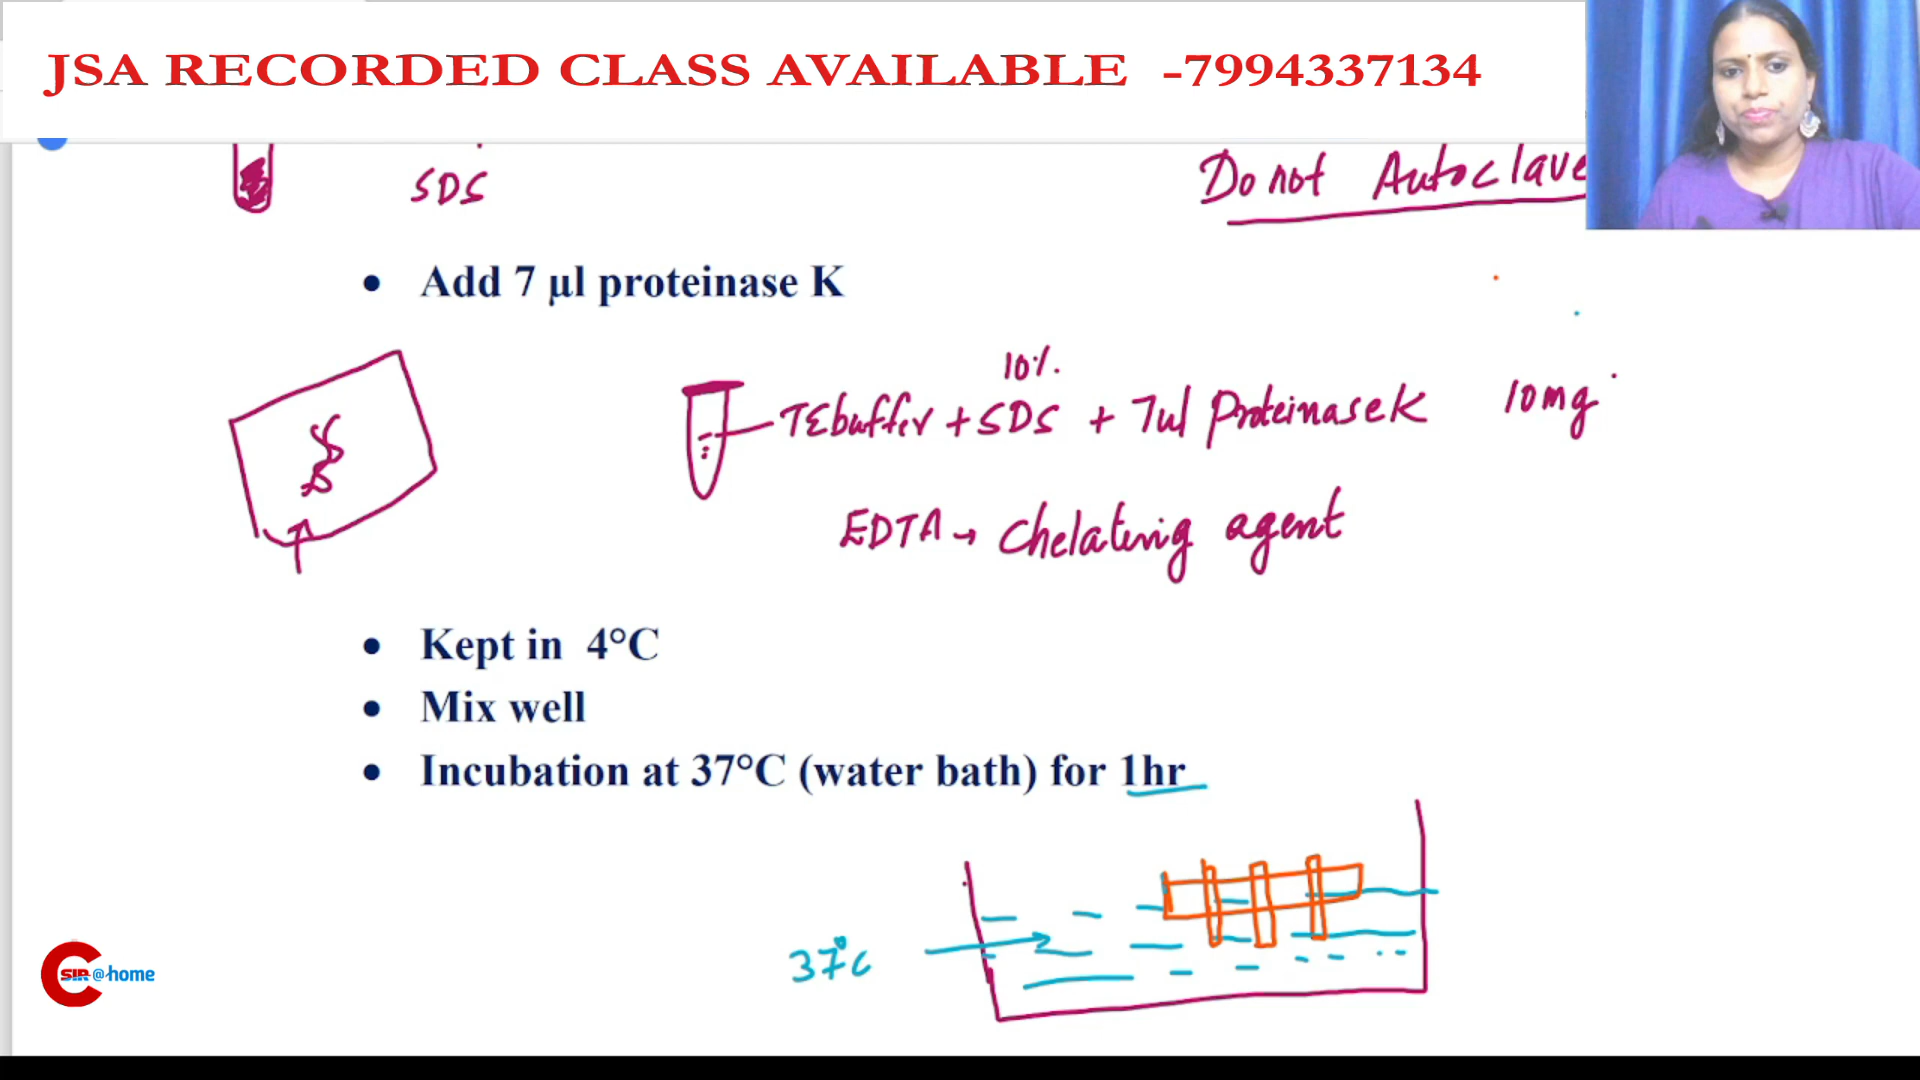 JSA RECORDED CLASS AVAILABLE -7994337134
SDS
Do not Autoclave
• Add 7 µl proteinase K
10%.
TEbuffer + SDS + 7ul ProteinaseK 10mg
EDTA → Chelating agent
• Kept in 4°C
• Mix well
• Incubation at 37°C (water bath) for 1hr
37°C
CSIR@home